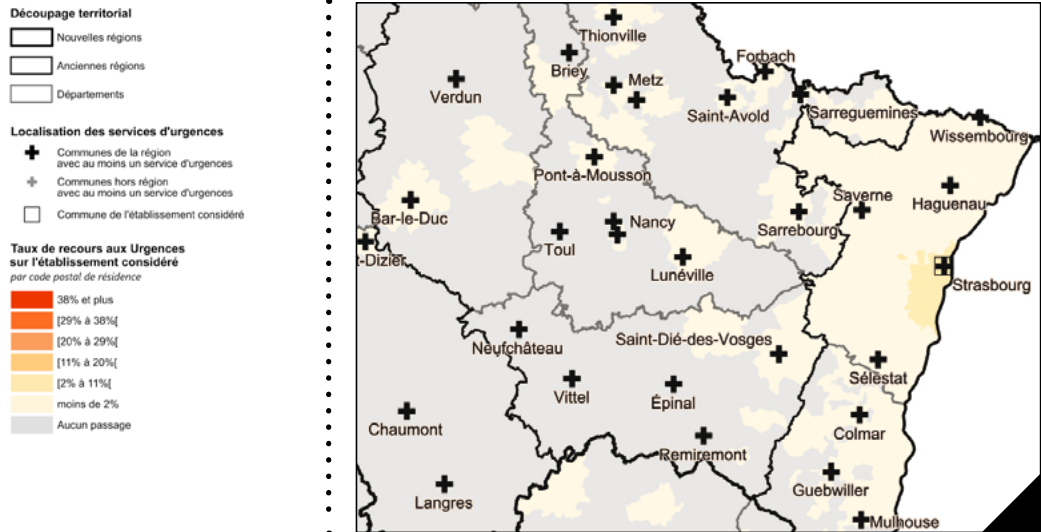 Découpage territorial
Nouvelles régions
Anciennes régions
Départements
Localisation des services d'urgences
Communes de la région
avec au moins un service d'urgences
Communes hors région
avec au moins un service d'urgences
Commune de l'établissement considéré
Taux de recours aux Urgences
sur l'établissement considéré
par code postal de résidence
38% et plus
[29% à 38%[
[20% à 29%[
[11% à 20%[
[2% à 11%[
moins de 2%
Aucun passage
Thionville
Forbach
Briey
Metz
Verdun
Saint-Avold
Sarreguemines
Wissembourg
Pont-à-Mousson
Saverne
Haguenau
Bar-le-Duc
Nancy
Sarrebourg
t-Dizier
Toul
Lunéville
Strasbourg
Neufchâteau
Saint-Dié-des-Vosges
Sélestat
Vittel
Épinal
Chaumont
Colmar
Remiremont
Guebwiller
Langres
Mulhouse